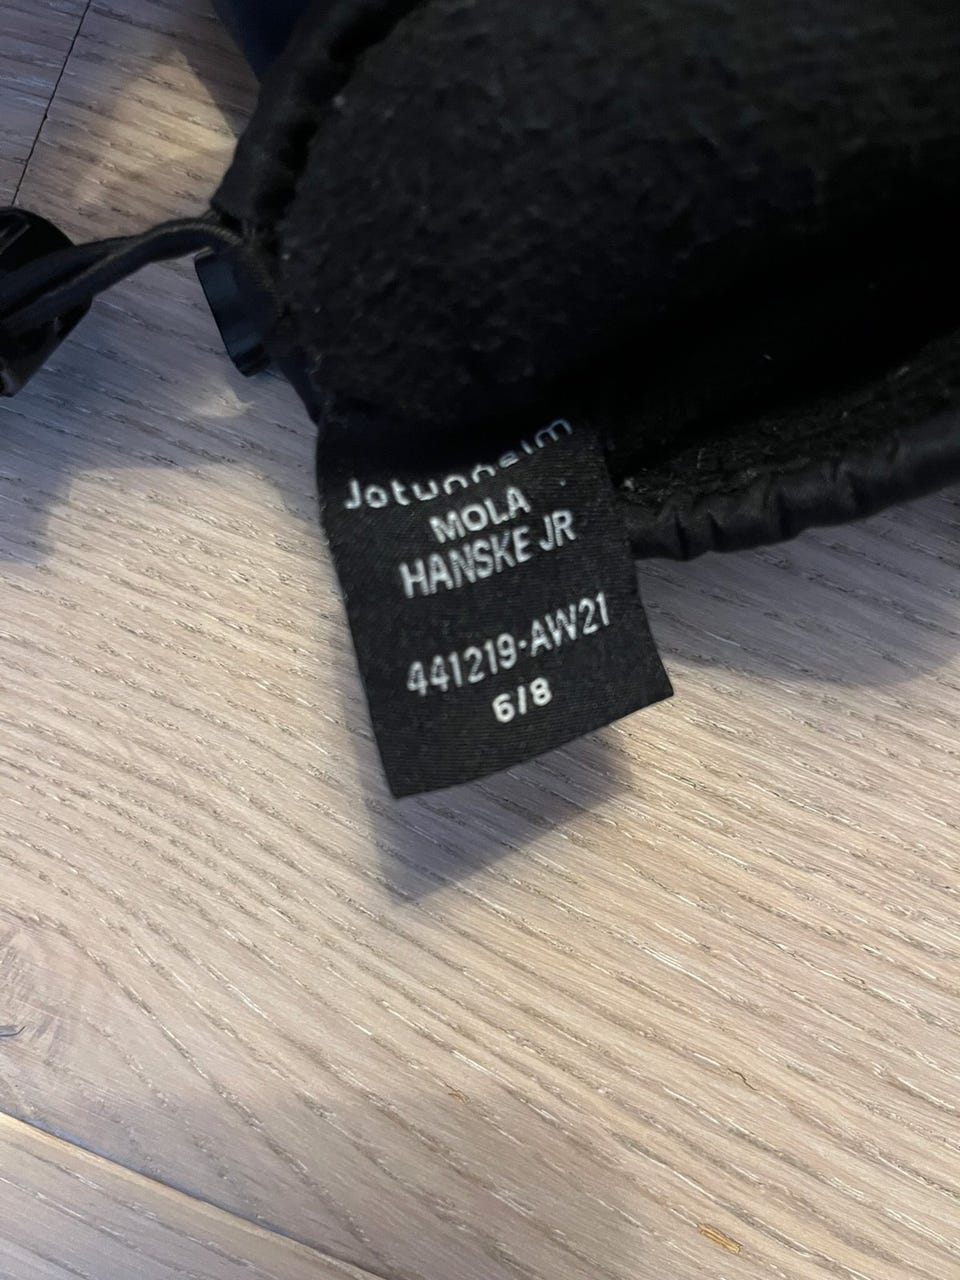 Jotunheim
MOLA
HANSKE JR
441219-AW21
6/8